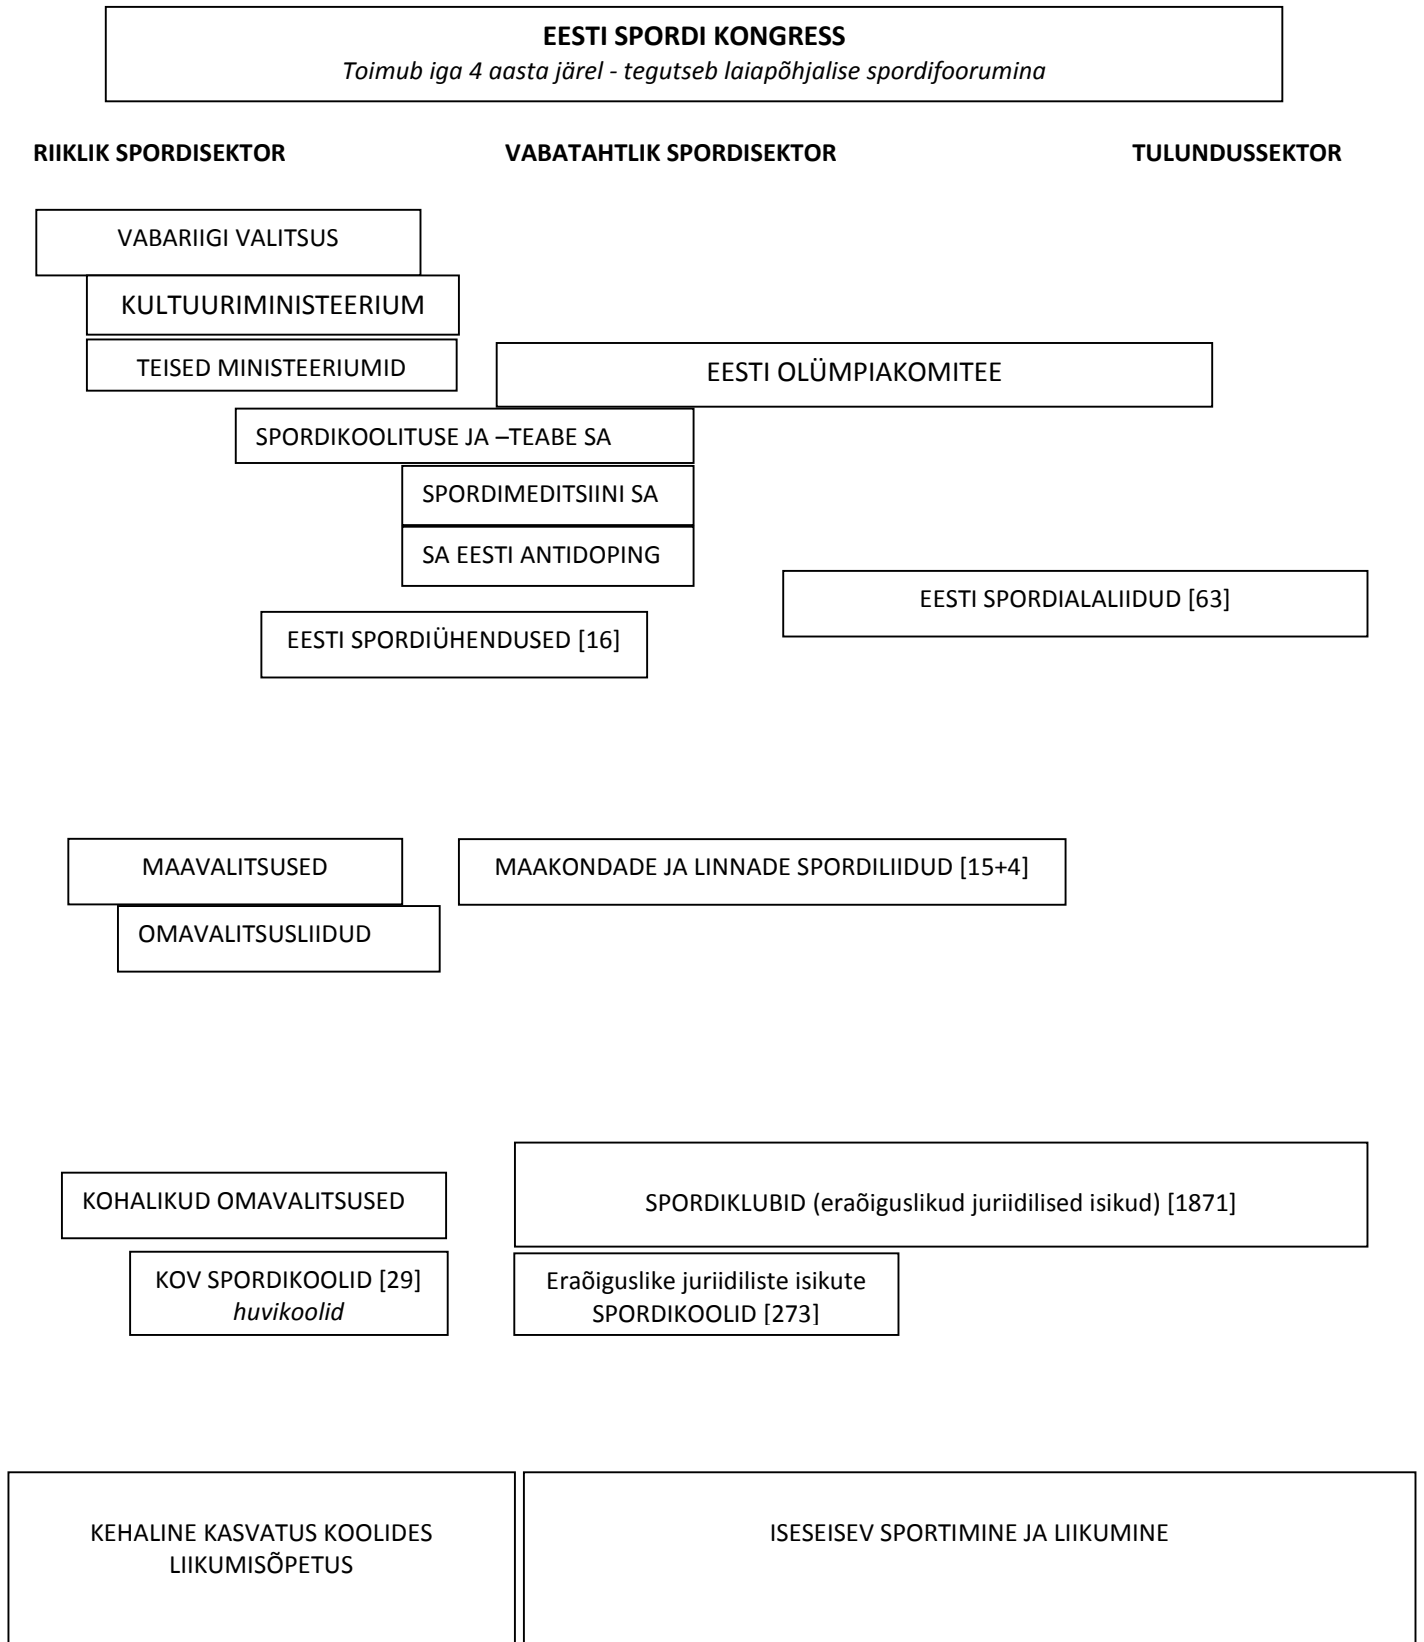 EESTI SPORDI KONGRESS
Toimub iga 4 aasta järel - tegutseb laiapõhjalise spordifoorumina
RIIKLIK SPORDISEKTOR
VABATAHTLIK SPORDISEKTOR
TULUNDUSSEKTOR
VABARIIGI VALITSUS
KULTUURIMINISTEERIUM
TEISED MINISTEERIUMID
EESTI OLÜMPIAKOMITEE
SPORDIKOOLITUSE JA –TEABE SA
SPORDIMEDITSIINI SA
SA EESTI ANTIDOPING
EESTI SPORDIALALIIDUD [63]
EESTI SPORDIÜHENDUSED [16]
MAAVALITSUSED
MAAKONDADE JA LINNADE SPORDILIIDUD [15+4]
OMAVALITSUSLIIDUD
KOHALIKUD OMAVALITSUSED
SPORDIKLUBID (eraõiguslikud juriidilised isikud) [1871]
KOV SPORDIKOOLID [29]
huvikoolid
Eraõiguslike juriidiliste isikute
SPORDIKOOLID [273]
KEHALINE KASVATUS KOOLIDES
LIIKUMISÕPETUS
ISESEISEV SPORTIMINE JA LIIKUMINE